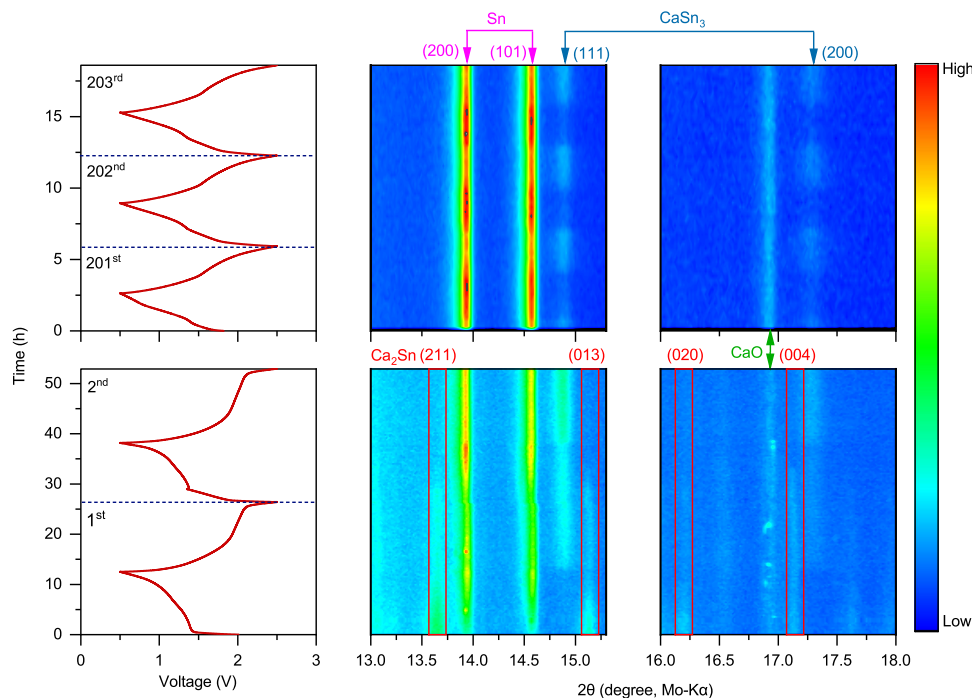 Sn
CaSn₃
(200)
(101)
(111)
(200)
203ʳᵈ
202ⁿᵈ
201ˢᵗ
15
10
5
0
High
Low
Time (h)
Ca₂Sn (211)
(013)
(020)
CaO
(004)
2ⁿᵈ
1ˢᵗ
50
40
30
20
10
0
0 1 2 3
13.0 13.5 14.0 14.5 15.0
16.0 16.5 17.0 17.5 18.0
Voltage (V)
2θ (degree, Mo-Kα)